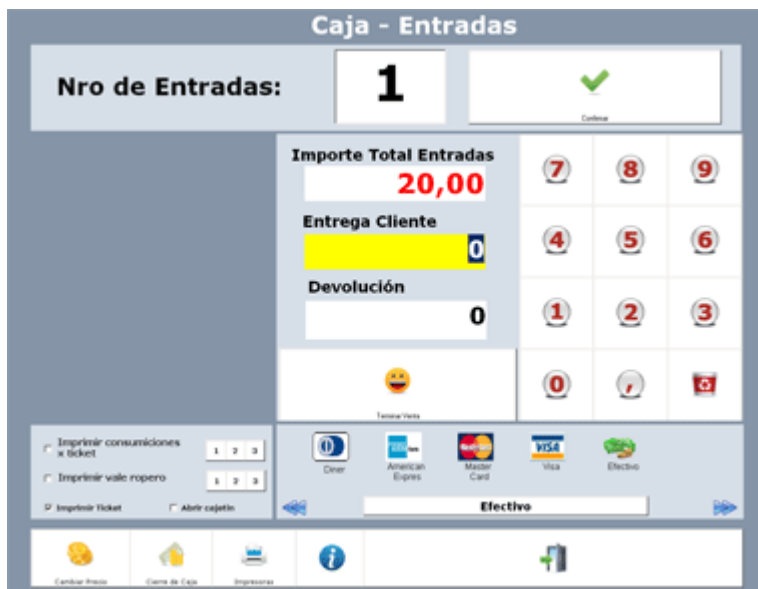 Caja - Entradas
Nro de Entradas:
1
Continuar
Importe Total Entradas
20,00
Entrega Cliente
0
Devolución
0
7 8 9
4 5 6
1 2 3
0 ,
Terminar Venta
Imprimir consumiciones
x ticket
1 2 3
Imprimir vale ropero
1 2 3
Imprimir Ticket
Abrir cajetin
Diner
American
Expres
Master
Card
VISA
Visa
Efectivo
Efectivo
Cambiar Precio
Cierre de Caja
Impresoras